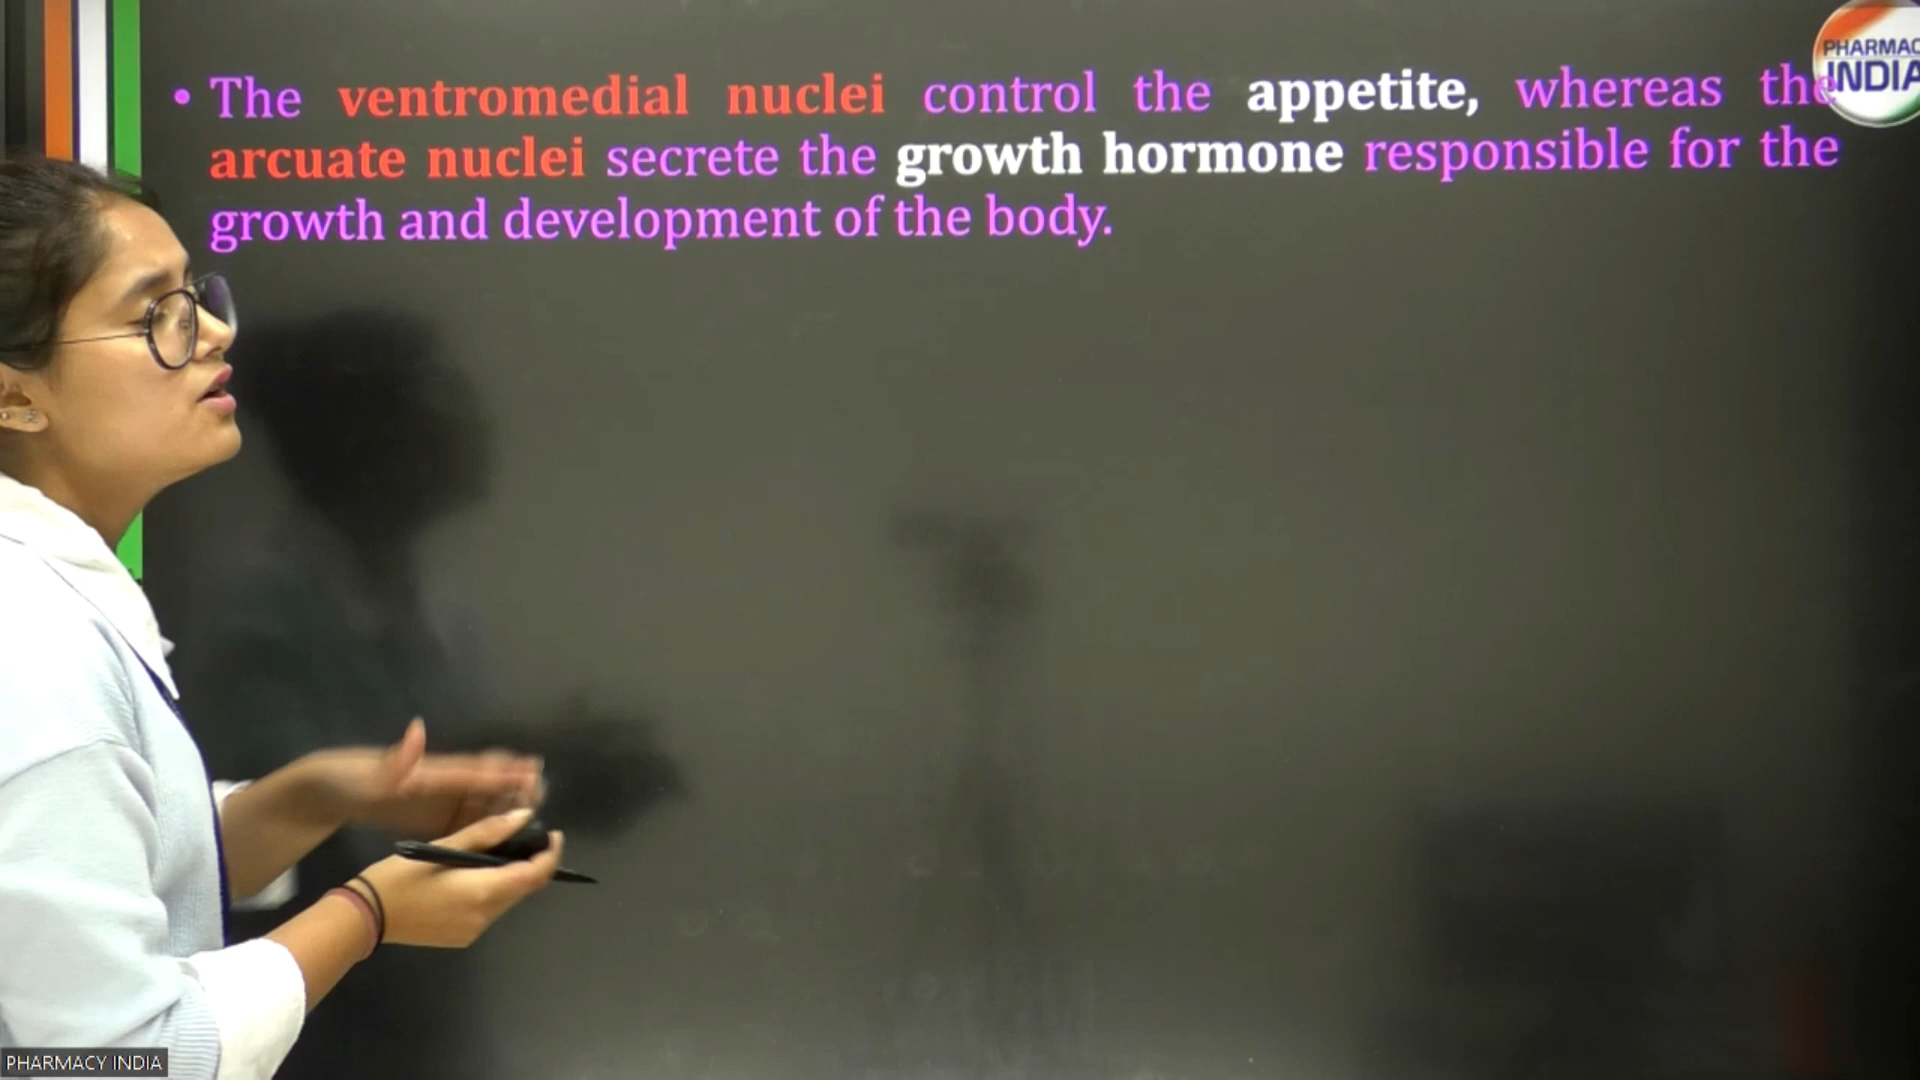 PHARMACY
INDIA
• The ventromedial nuclei control the appetite, whereas the
arcuate nuclei secrete the growth hormone responsible for the
growth and development of the body.
PHARMACY INDIA